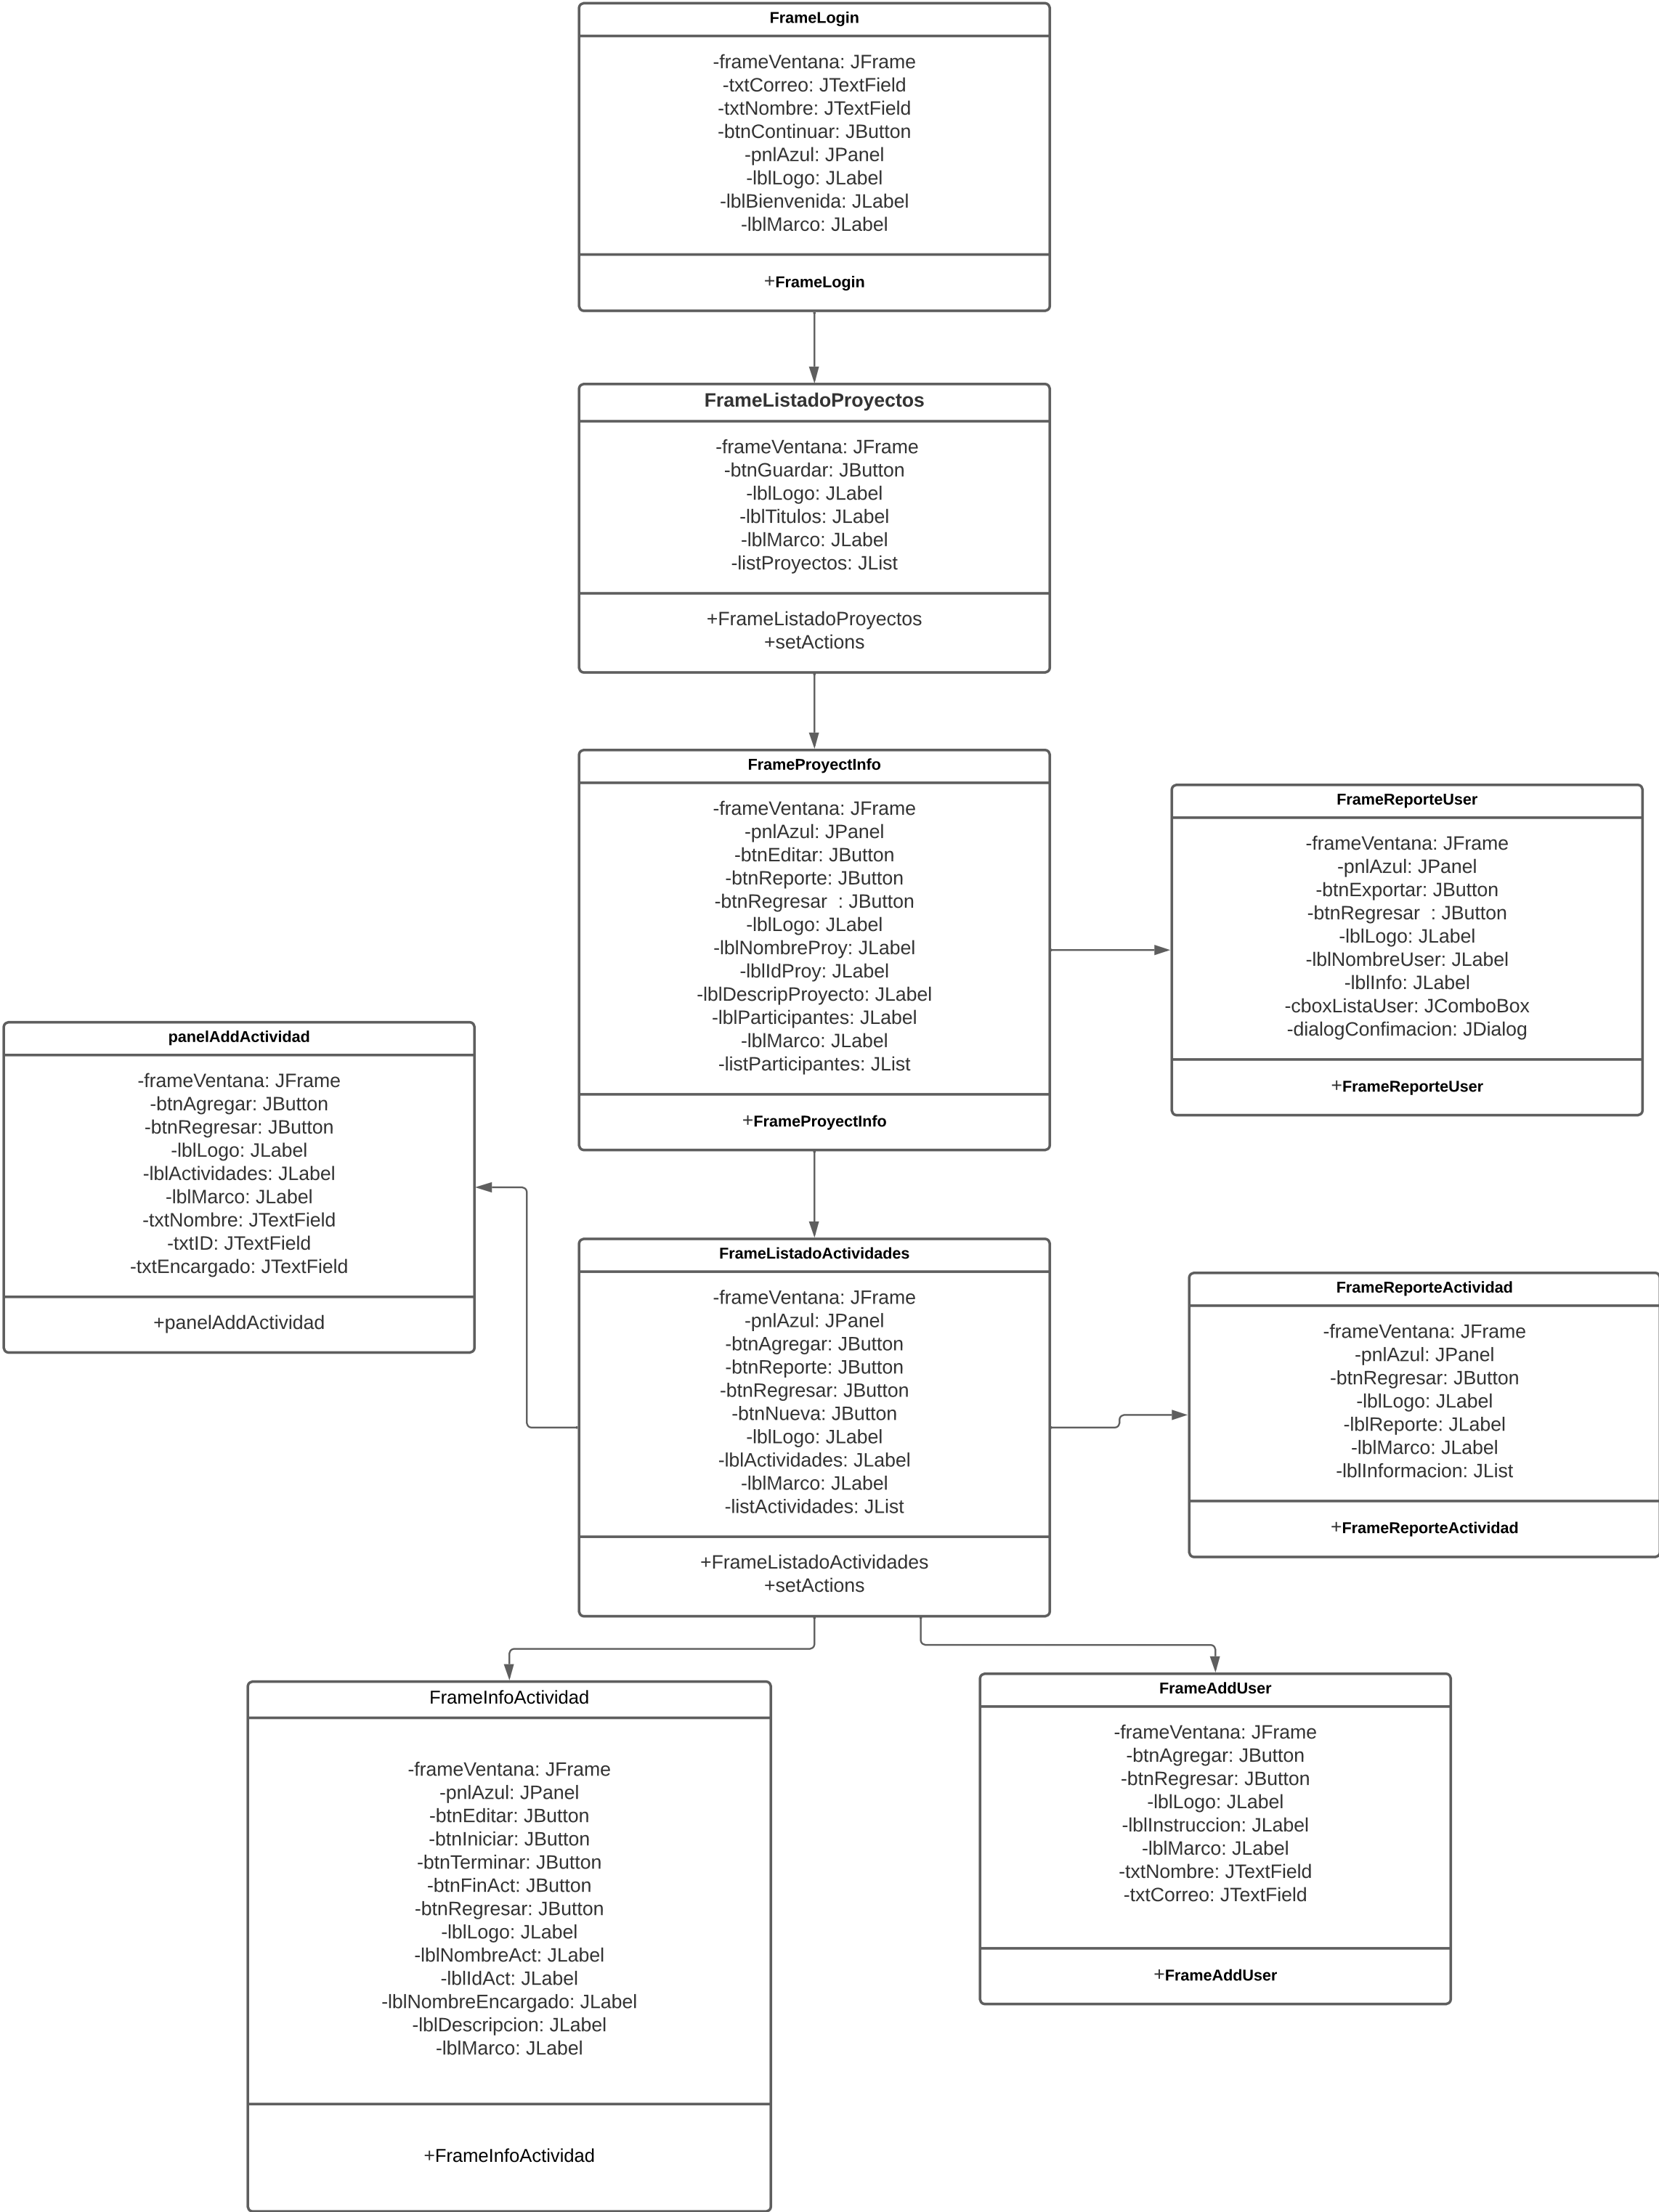 FrameLogin
-frameVentana: JFrame
-txtCorreo: JTextField
-txtNombre: JTextField
-btnContinuar: JButton
-pnlAzul: JPanel
-lblLogo: JLabel
-lblBienvenida: JLabel
-lblMarco: JLabel
+FrameLogin
FrameListadoProyectos
-frameVentana: JFrame
-btnGuardar: JButton
-lblLogo: JLabel
-lblTitulos: JLabel
-lblMarco: JLabel
-listProyectos: JList
+FrameListadoProyectos
+setActions
FrameProyectInfo
-frameVentana: JFrame
-pnlAzul: JPanel
-btnEditar: JButton
-btnReporte: JButton
-btnRegresar  : JButton
-lblLogo: JLabel
-lblNombreProy: JLabel
-lblIdProy: JLabel
-lblDescripProyecto: JLabel
-lblParticipantes: JLabel
-lblMarco: JLabel
-listParticipantes: JList
+FrameProyectInfo
FrameReporteUser
-frameVentana: JFrame
-pnlAzul: JPanel
-btnExportar: JButton
-btnRegresar  : JButton
-lblLogo: JLabel
-lblNombreUser: JLabel
-lblInfo: JLabel
-cboxListaUser: JComboBox
-dialogConfimacion: JDialog
+FrameReporteUser
panelAddActividad
-frameVentana: JFrame
-btnAgregar: JButton
-btnRegresar: JButton
-lblLogo: JLabel
-lblActividades: JLabel
-lblMarco: JLabel
-txtNombre: JTextField
-txtID: JTextField
-txtEncargado: JTextField
+panelAddActividad
FrameListadoActividades
-frameVentana: JFrame
-pnlAzul: JPanel
-btnAgregar: JButton
-btnReporte: JButton
-btnRegresar: JButton
-btnNueva: JButton
-lblLogo: JLabel
-lblActividades: JLabel
-lblMarco: JLabel
-listActividades: JList
+FrameListadoActividades
+setActions
FrameReporteActividad
-frameVentana: JFrame
-pnlAzul: JPanel
-btnRegresar: JButton
-lblLogo: JLabel
-lblReporte: JLabel
-lblMarco: JLabel
-lblInformacion: JList
+FrameReporteActividad
FrameInfoActividad
-frameVentana: JFrame
-pnlAzul: JPanel
-btnEditar: JButton
-btnIniciar: JButton
-btnTerminar: JButton
-btnFinAct: JButton
-btnRegresar: JButton
-lblLogo: JLabel
-lblNombreAct: JLabel
-lblIdAct: JLabel
-lblNombreEncargado: JLabel
-lblDescripcion: JLabel
-lblMarco: JLabel
+FrameInfoActividad
FrameAddUser
-frameVentana: JFrame
-btnAgregar: JButton
-btnRegresar: JButton
-lblLogo: JLabel
-lblInstruccion: JLabel
-lblMarco: JLabel
-txtNombre: JTextField
-txtCorreo: JTextField
+FrameAddUser